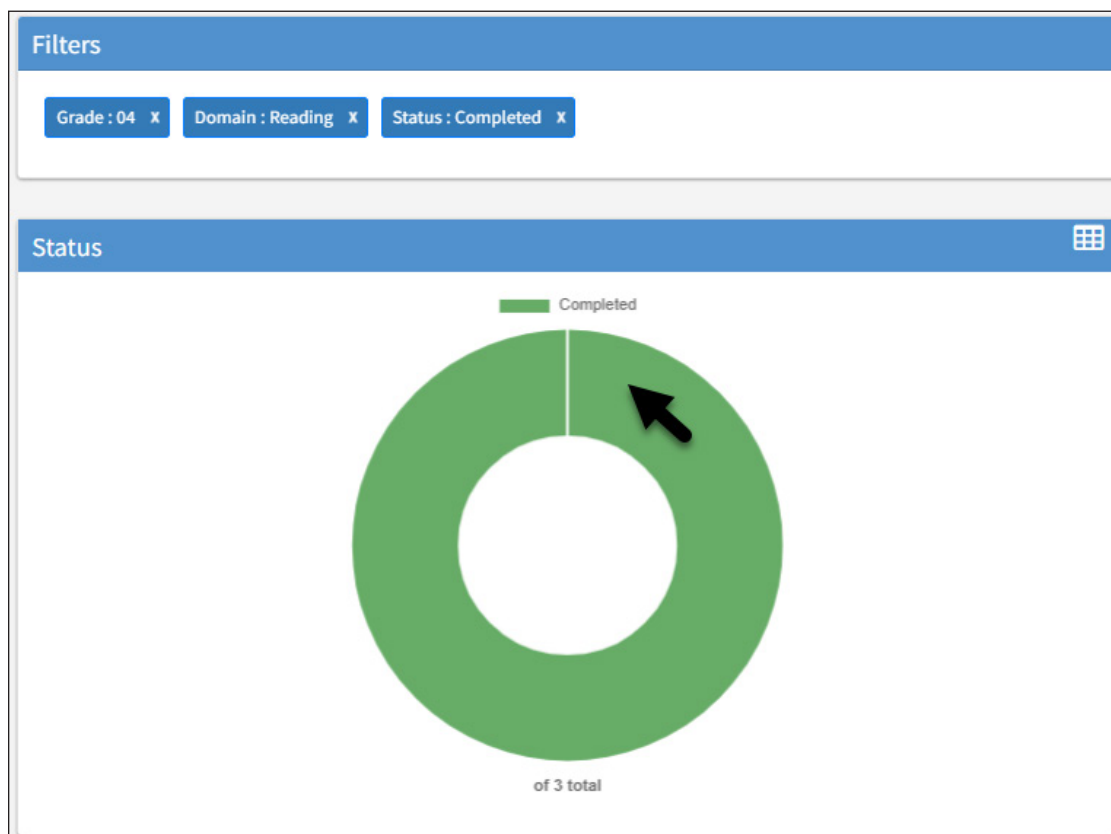 Filters
Grade : 04 x Domain : Reading x Status : Completed x
Status
Completed
of 3 total